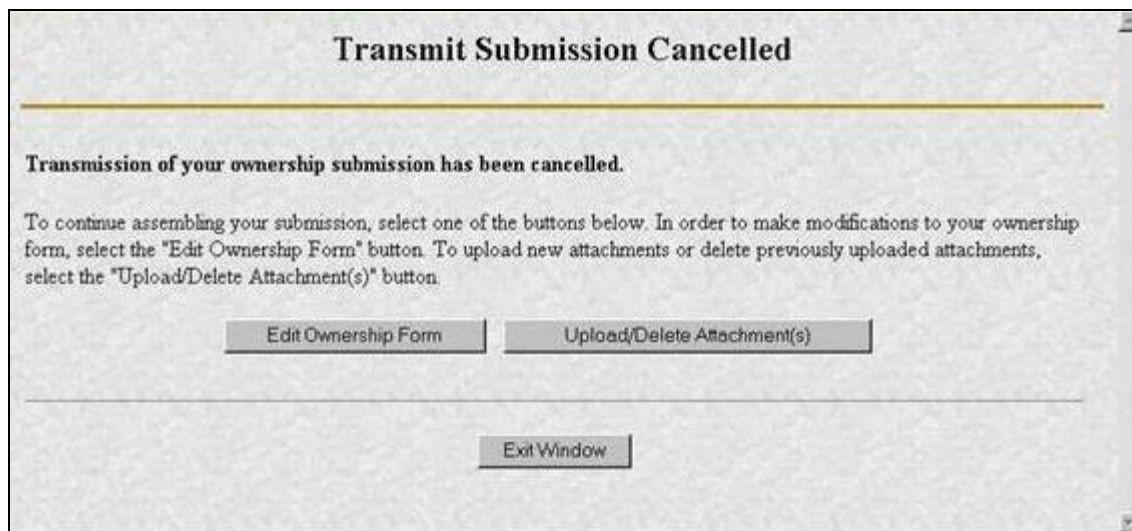 Transmit Submission Cancelled
Transmission of your ownership submission has been cancelled.
To continue assembling your submission, select one of the buttons below. In order to make modifications to your ownership
form, select the "Edit Ownership Form" button. To upload new attachments or delete previously uploaded attachments,
select the "Upload/Delete Attachment(s)" button.
Edit Ownership Form
Upload/Delete Attachment(s)
Exit Window